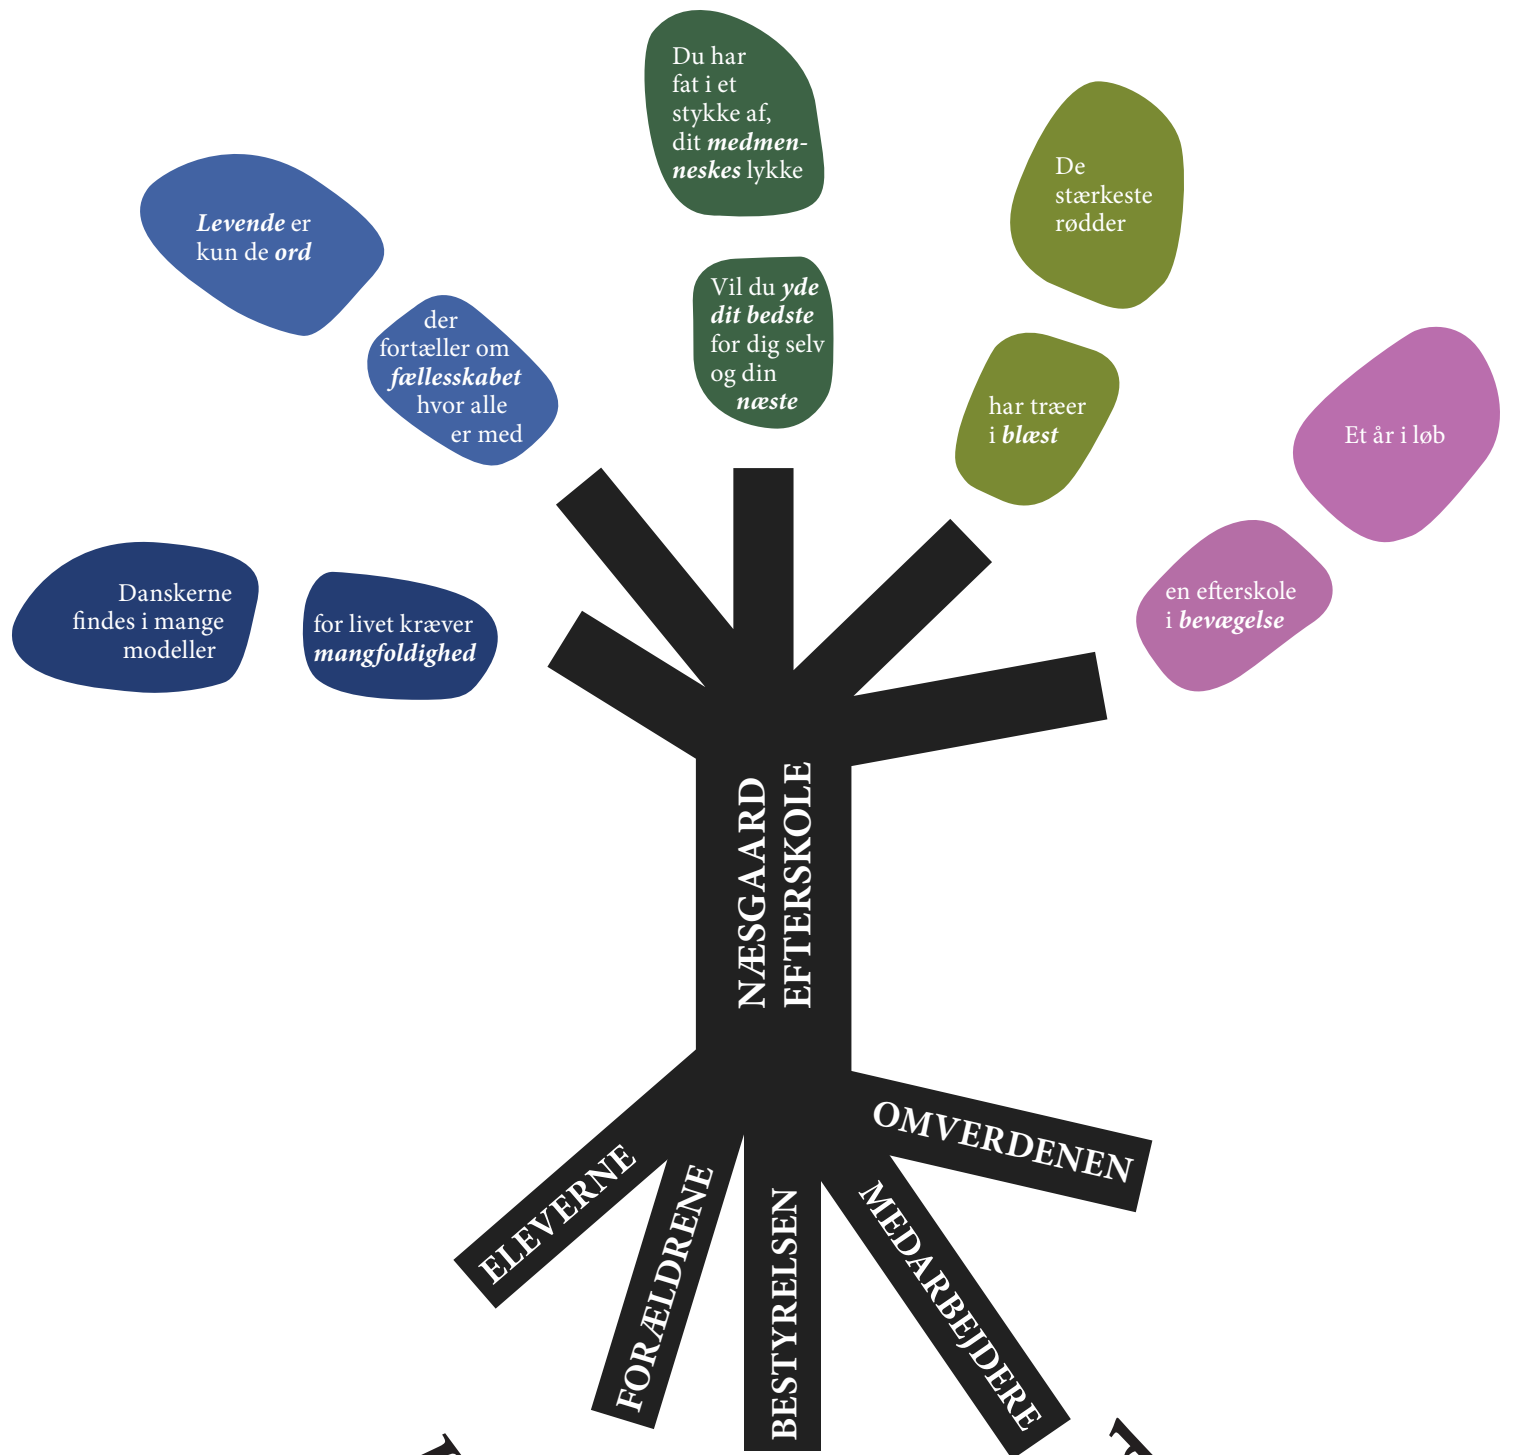 Du har
fat i et
stykke af,
dit medmen-
neskes lykke
Vil du yde
dit bedste
for dig selv
og din
næste
De
stærkeste
rødder
har træer
i blæst
Levende er
kun de ord
der
fortæller om
fællesskabet
hvor alle
er med
Et år i løb
en efterskole
i bevægelse
Danskerne
findes i mange
modeller
for livet kræver
mangfoldighed
NÆSGAARD
EFTERSKOLE
ELEVERNE
FORÆLDRENE
BESTYRELSEN
MEDARBEJDERE
OMVERDENEN